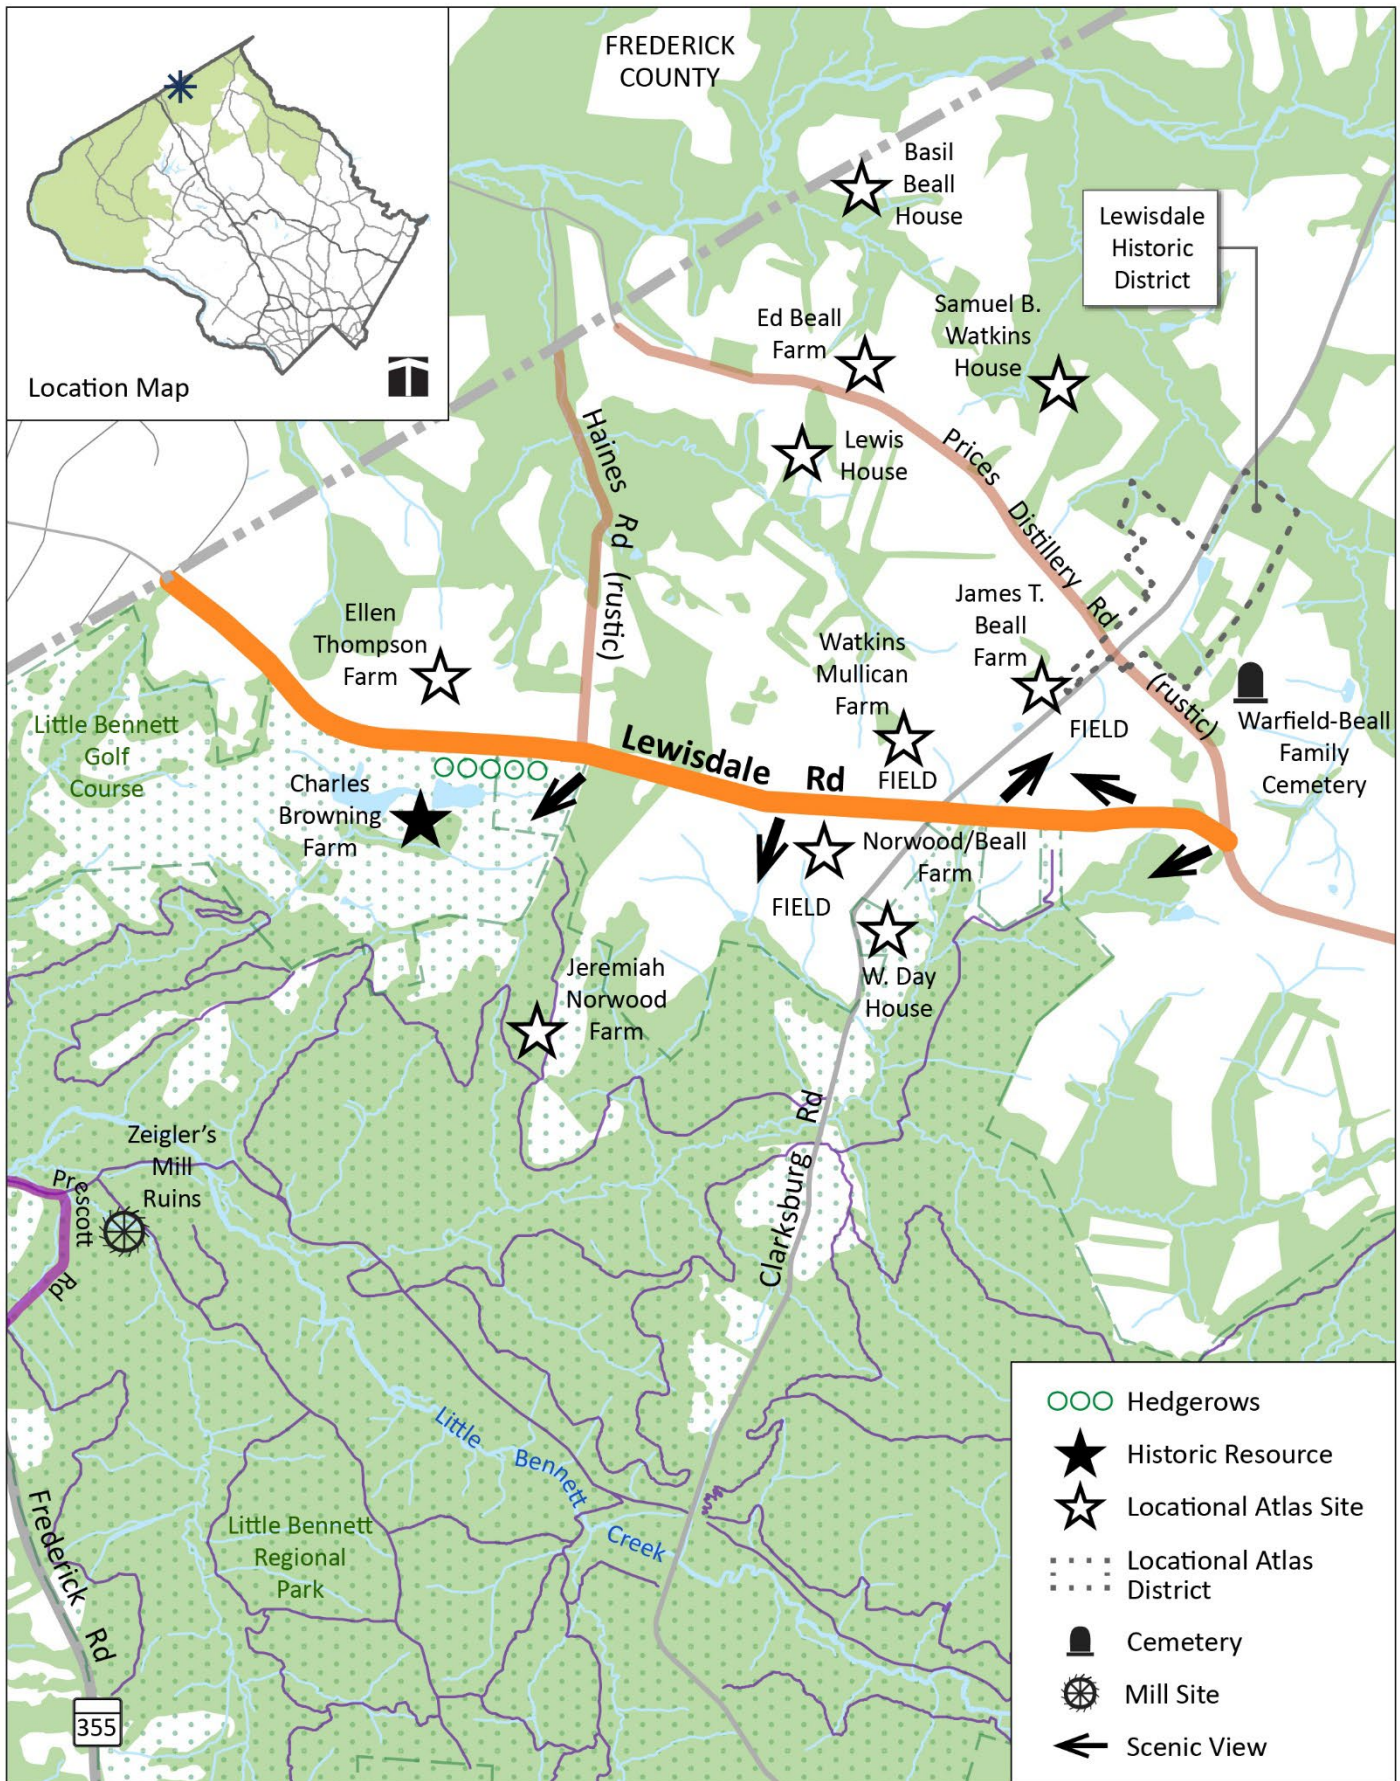 FREDERICK
COUNTY
Location Map
Basil
Beall
House
Lewisdale
Historic
District
Ed Beall
Farm
Samuel B.
Watkins
House
Lewis
House
Haines Rd (rustic)
Prices Distillery Rd (rustic)
Ellen
Thompson
Farm
James T.
Beall
Farm
Watkins
Mullican
Farm
Little Bennett
Golf
Course
FIELD
Warfield-Beall
Family
Cemetery
Lewisdale Rd
FIELD
Charles
Browning
Farm
Norwood/Beall
Farm
FIELD
Jeremiah
Norwood
Farm
W. Day
House
Clarksburg Rd
Zeigler's
Mill
Ruins
Prescott Rd
Little Bennett Creek
Little Bennett
Regional
Park
Frederick Rd
355
Hedgerows
Historic Resource
Locational Atlas Site
Locational Atlas
District
Cemetery
Mill Site
Scenic View